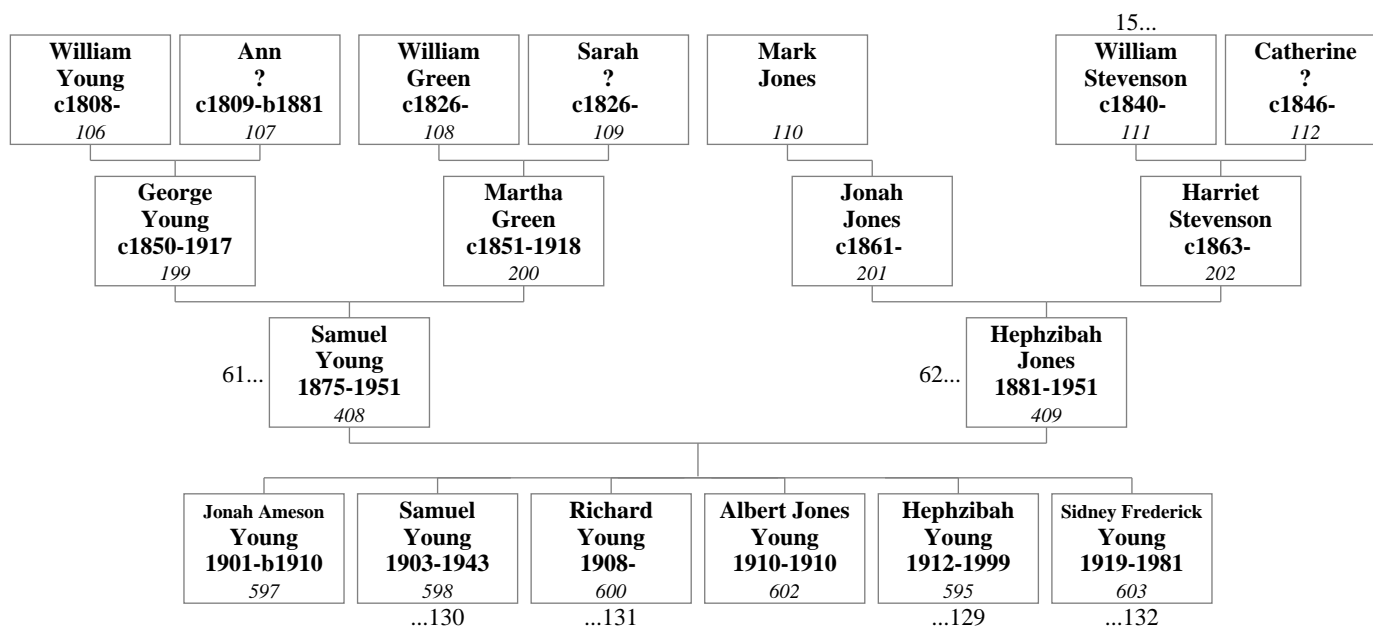 15...
William
Young
c1808-
106
Ann
?
c1809-b1881
107
William
Green
c1826-
108
Sarah
?
c1826-
109
Mark
Jones
110
William
Stevenson
c1840-
111
Catherine
?
c1846-
112
George
Young
c1850-1917
199
Martha
Green
c1851-1918
200
Jonah
Jones
c1861-
201
Harriet
Stevenson
c1863-
202
61...
Samuel
Young
1875-1951
408
62...
Hephzibah
Jones
1881-1951
409
Jonah Ameson
Young
1901-b1910
597
Samuel
Young
1903-1943
598
...130
Richard
Young
1908-
600
...131
Albert Jones
Young
1910-1910
602
Hephzibah
Young
1912-1999
595
...129
Sidney Frederick
Young
1919-1981
603
...132